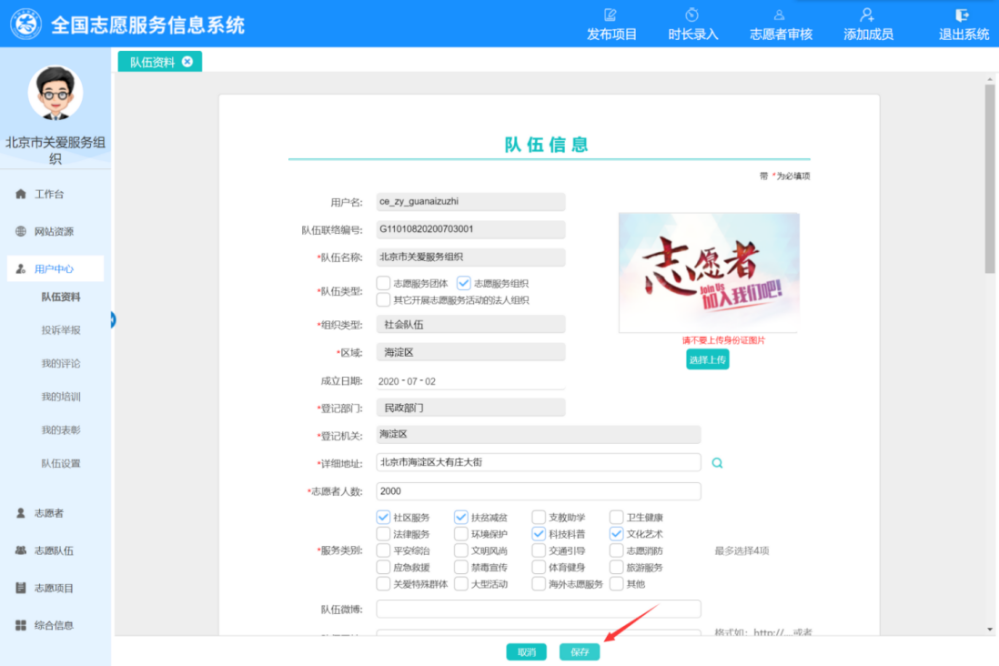 全国志愿服务信息系统
发布项目 时长录入 志愿者审核 添加成员 退出系统
队伍资料
北京市关爱服务组
织
工作台
网站资源
用户中心
队伍资料
投诉举报
我的评论
我的培训
我的表彰
队伍设置
志愿者
志愿队伍
志愿项目
综合信息
队伍信息
带 *为必填项
用户名: ce_zy_guanaizuzhi
队伍联络编号: G11010820200703001
*队伍名称: 北京市关爱服务组织
*队伍类型: 志愿服务团体 志愿服务组织
其它开展志愿服务活动的法人组织
*组织类型: 社会队伍
*区域: 海淀区
成立日期: 2020-07-02
*登记部门: 民政部门
*登记机关: 海淀区
*详细地址: 北京市海淀区大有庄大街
*志愿者人数: 2000
志愿者
Join Us
加入我们吧!
请不要上传身份证图片
选择上传
*服务类别:
社区服务 扶贫减贫 支教助学 卫生健康
法律服务 环境保护 科技科普 文化艺术
平安综治 文明风尚 交通引导 志愿消防
应急救援 禁毒宣传 体育健身 旅游服务
关爱特殊群体 大型活动 海外志愿服务 其他
最多选择4项
队伍微博:
格式如: http://... 或者
取消 保存